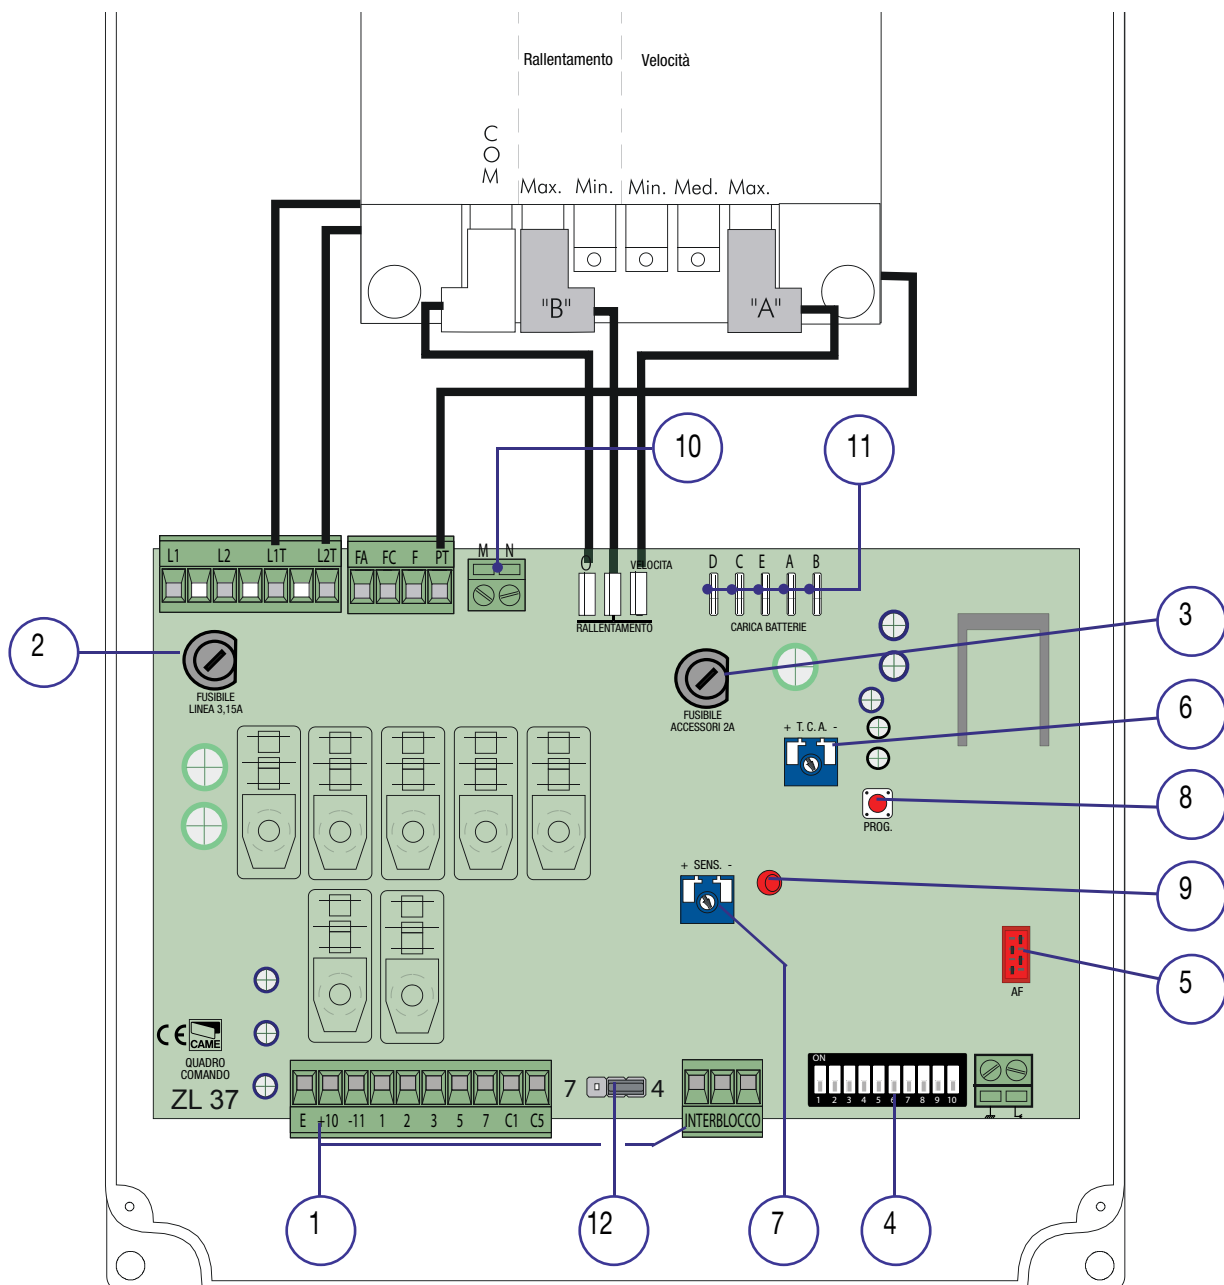 Rallentamento Velocità
COM
Max. Min. Min. Med. Max.
"B" "A"
10 11
L1 L2 L1T L2T FA FC F PT M N O VELOCITA D C E A B
RALLENTAMENTO CARICA BATTERIE
2 3
FUSIBILE
LINEA 3,15A
FUSIBILE
ACCESSORI 2A
+ T. C. A. -
6
PROG.
8
+ SENS. -
9
AF
5
CE CAME
QUADRO
COMANDO
ZL 37
7 4
ON
1 2 3 4 5 6 7 8 9 10
E +10 -11 1 2 3 5 7 C1 C5 INTERBLOCCO
1 12 7 4